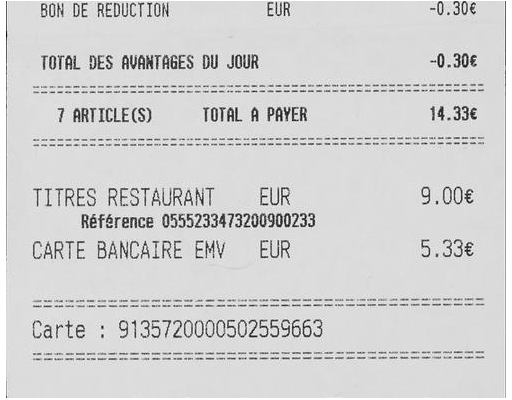 BON DE REDUCTION EUR -0.30€
TOTAL DES AVANTAGES DU JOUR -0.30€
7 ARTICLE(S) TOTAL A PAYER 14.33€
TITRES RESTAURANT EUR 9.00€
Référence 0555233473200900233
CARTE BANCAIRE EMV EUR 5.33€
Carte : 9135720000502559663